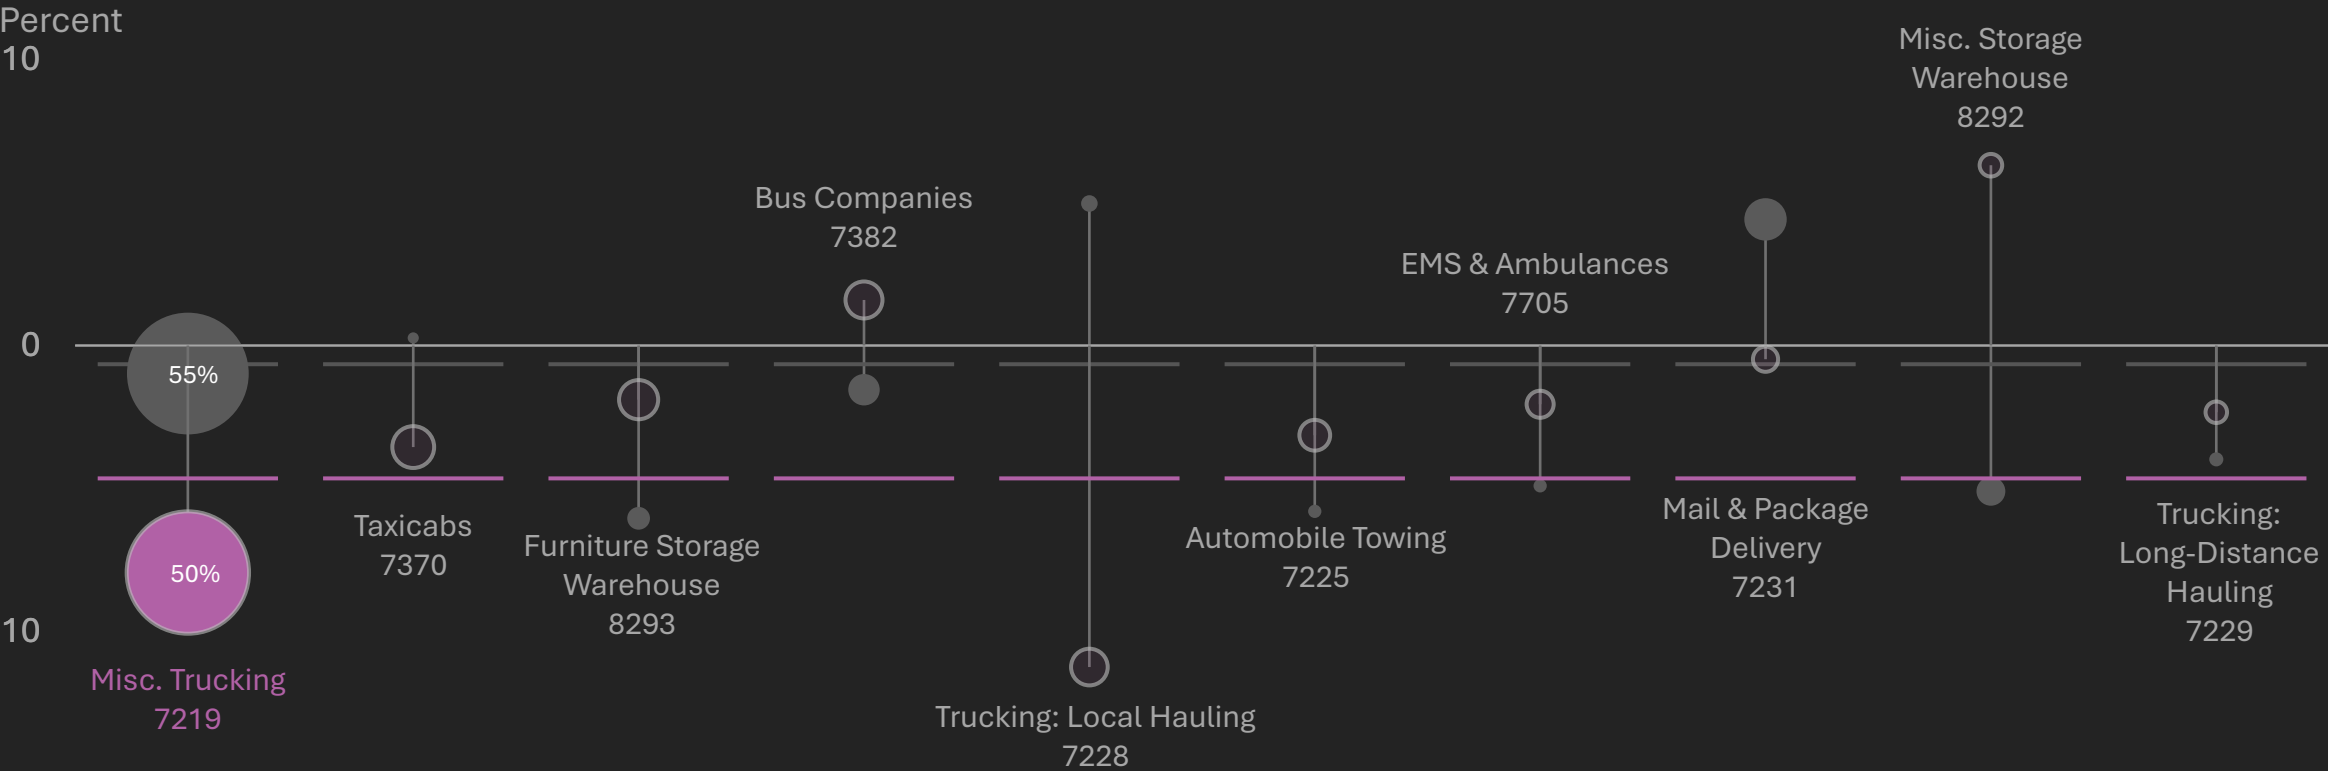 Percent
10
0
10
55%
50%
Misc. Trucking
7219
Taxicabs
7370
Furniture Storage
Warehouse
8293
Bus Companies
7382
Trucking: Local Hauling
7228
Automobile Towing
7225
EMS & Ambulances
7705
Mail & Package
Delivery
7231
Misc. Storage
Warehouse
8292
Trucking:
Long-Distance
Hauling
7229